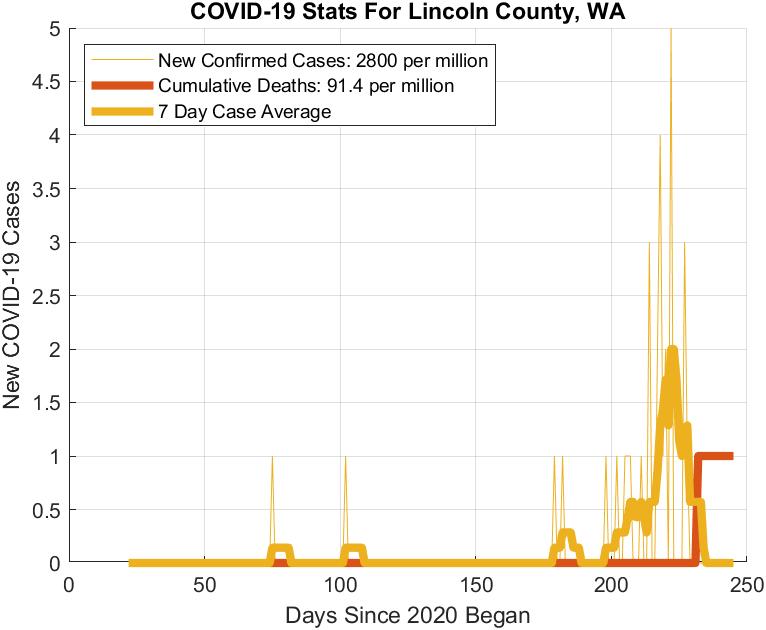 COVID-19 Stats For Lincoln County, WA
New Confirmed Cases: 2800 per million
Cumulative Deaths: 91.4 per million
7 Day Case Average
New COVID-19 Cases
5
4.5
4
3.5
3
2.5
2
1.5
1
0.5
0
0 50 100 150 200 250
Days Since 2020 Began